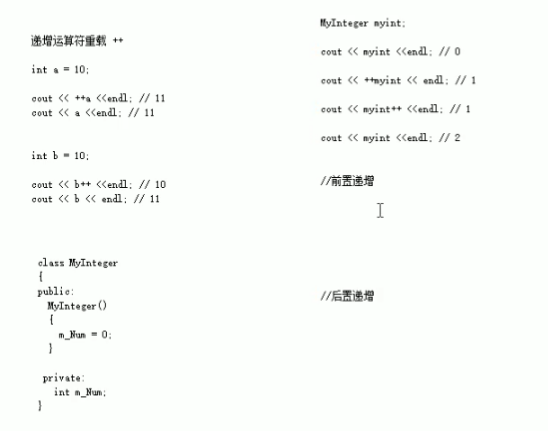 递增运算符重载 ++
int a = 10;
cout << ++a <<endl; // 11
cout << a <<endl; // 11
int b = 10;
cout << b++ <<endl; // 10
cout << b << endl; // 11
class MyInteger
{
public:
MyInteger()
{
m_Num = 0;
}
private:
int m_Num;
}
MyInteger myint;
cout << myint <<endl; // 0
cout << ++myint << endl; // 1
cout << myint++ <<endl; // 1
cout << myint <<endl; // 2
//前置递增
//后置递增